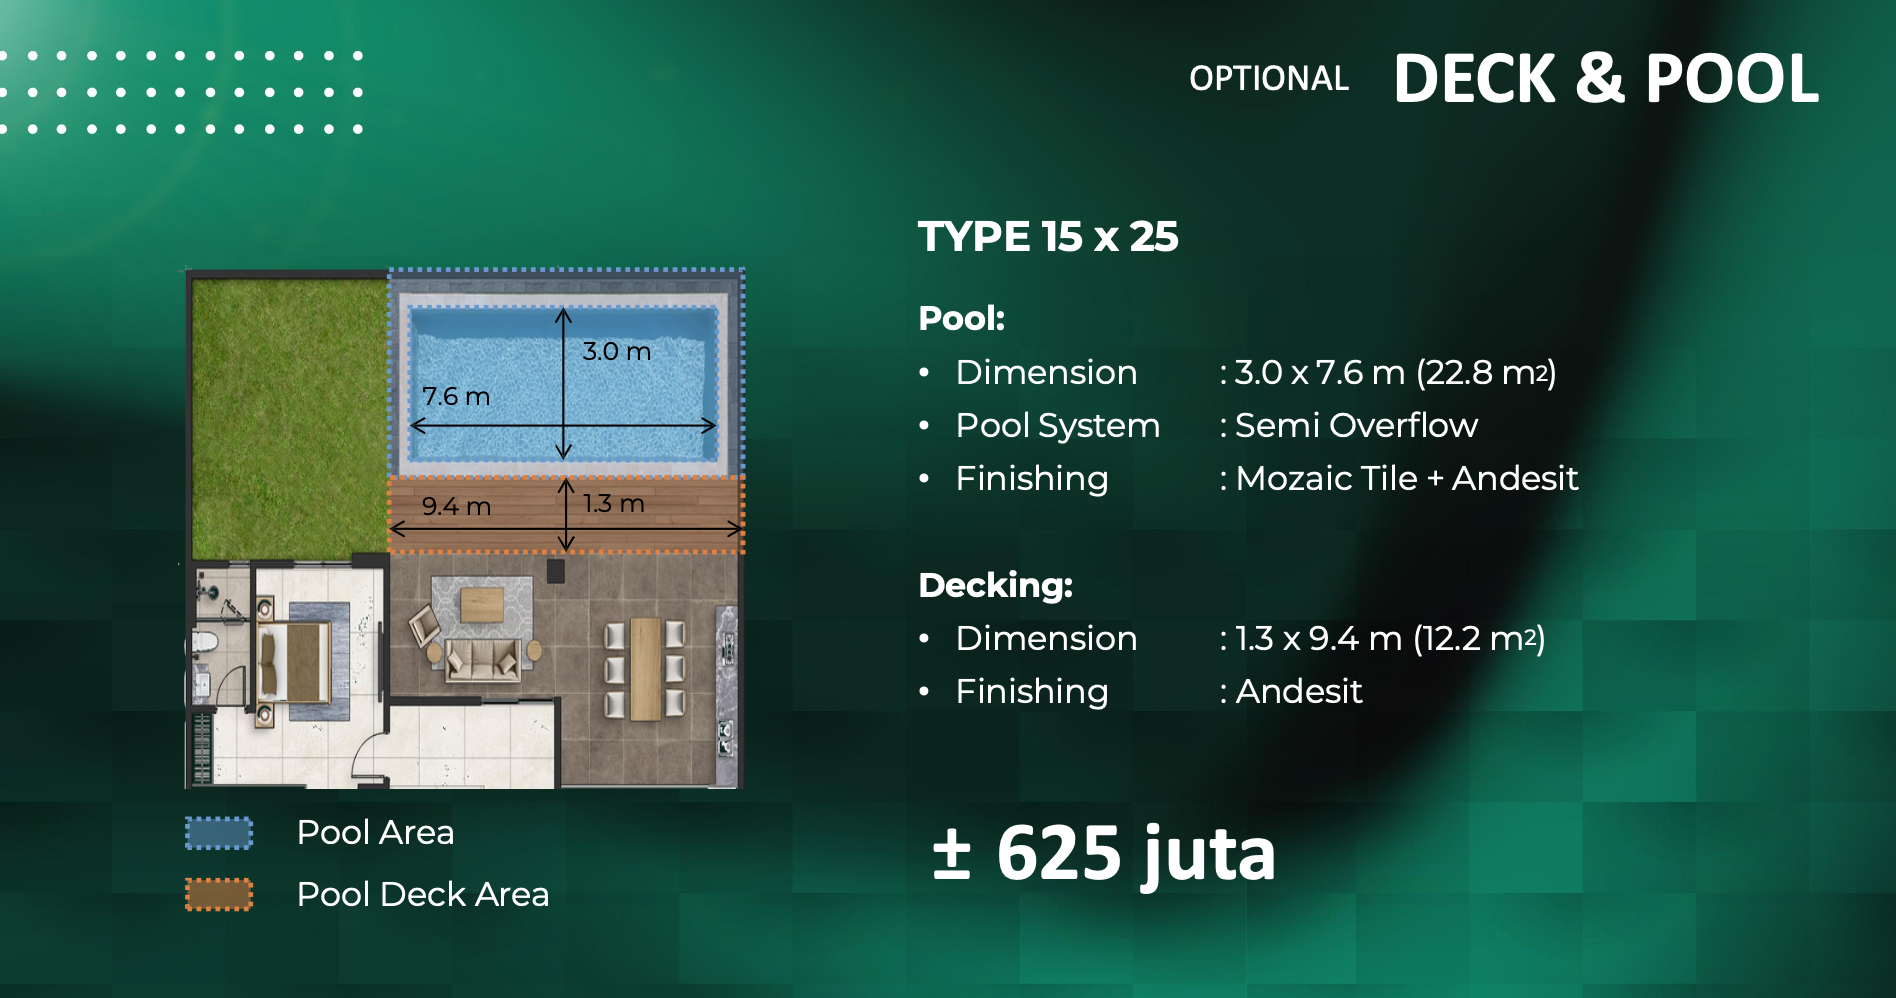 OPTIONAL DECK & POOL
TYPE 15 x 25
Pool:
• Dimension : 3.0 x 7.6 m (22.8 m2)
• Pool System : Semi Overflow
• Finishing : Mozaic Tile + Andesit
Decking:
• Dimension : 1.3 x 9.4 m (12.2 m2)
• Finishing : Andesit
± 625 juta
3.0 m
7.6 m
9.4 m
1.3 m
Pool Area
Pool Deck Area